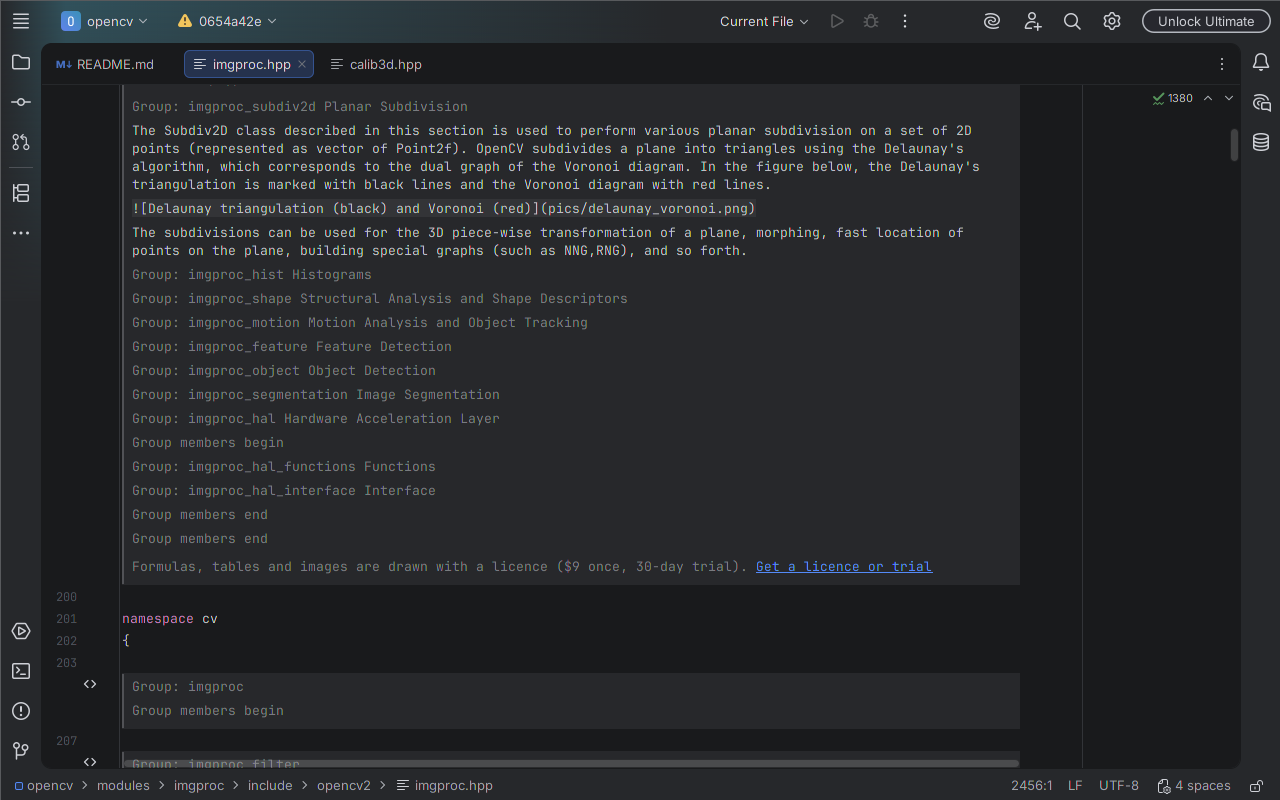 opencv
0654a42e
Current File
Unlock Ultimate
README.md
imgproc.hpp
calib3d.hpp
1380
Group: imgproc_subdiv2d Planar Subdivision
The Subdiv2D class described in this section is used to perform various planar subdivision on a set of 2D
points (represented as vector of Point2f). OpenCV subdivides a plane into triangles using the Delaunay's
algorithm, which corresponds to the dual graph of the Voronoi diagram. In the figure below, the Delaunay's
triangulation is marked with black lines and the Voronoi diagram with red lines.
![Delaunay triangulation (black) and Voronoi (red)](pics/delaunay_voronoi.png)
The subdivisions can be used for the 3D piece-wise transformation of a plane, morphing, fast location of
points on the plane, building special graphs (such as NNG,RNG), and so forth.
Group: imgproc_hist Histograms
Group: imgproc_shape Structural Analysis and Shape Descriptors
Group: imgproc_motion Motion Analysis and Object Tracking
Group: imgproc_feature Feature Detection
Group: imgproc_object Object Detection
Group: imgproc_segmentation Image Segmentation
Group: imgproc_hal Hardware Acceleration Layer
Group members begin
Group: imgproc_hal_functions Functions
Group: imgproc_hal_interface Interface
Group members end
Group members end
Formulas, tables and images are drawn with a licence ($9 once, 30-day trial). Get a licence or trial
200
201 namespace cv
202 {
203
Group: imgproc
Group members begin
207
Group: imgproc_filter
opencv > modules > imgproc > include > opencv2 > imgproc.hpp
2456:1 LF UTF-8 4 spaces